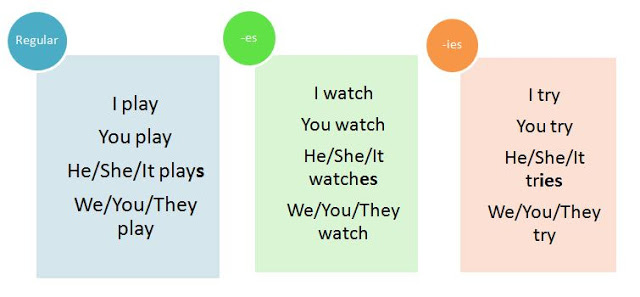 Regular
I play
You play
He/She/It plays
We/You/They
play
-es
I watch
You watch
He/She/It
watches
We/You/They
watch
-ies
I try
You try
He/She/It
tries
We/You/They
try